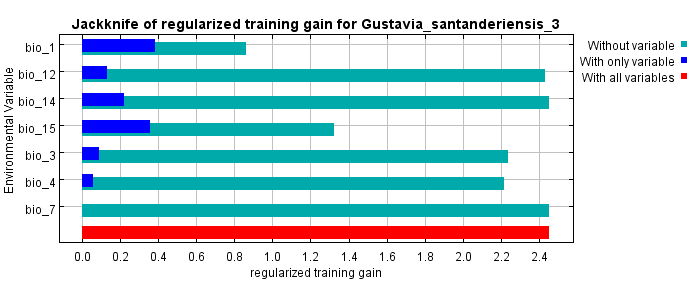 Jackknife of regularized training gain for Gustavia_santanderiensis_3
Environmental Variable
bio_1
bio_12
bio_14
bio_15
bio_3
bio_4
bio_7
Without variable
With only variable
With all variables
0.0 0.2 0.4 0.6 0.8 1.0 1.2 1.4 1.6 1.8 2.0 2.2 2.4
regularized training gain